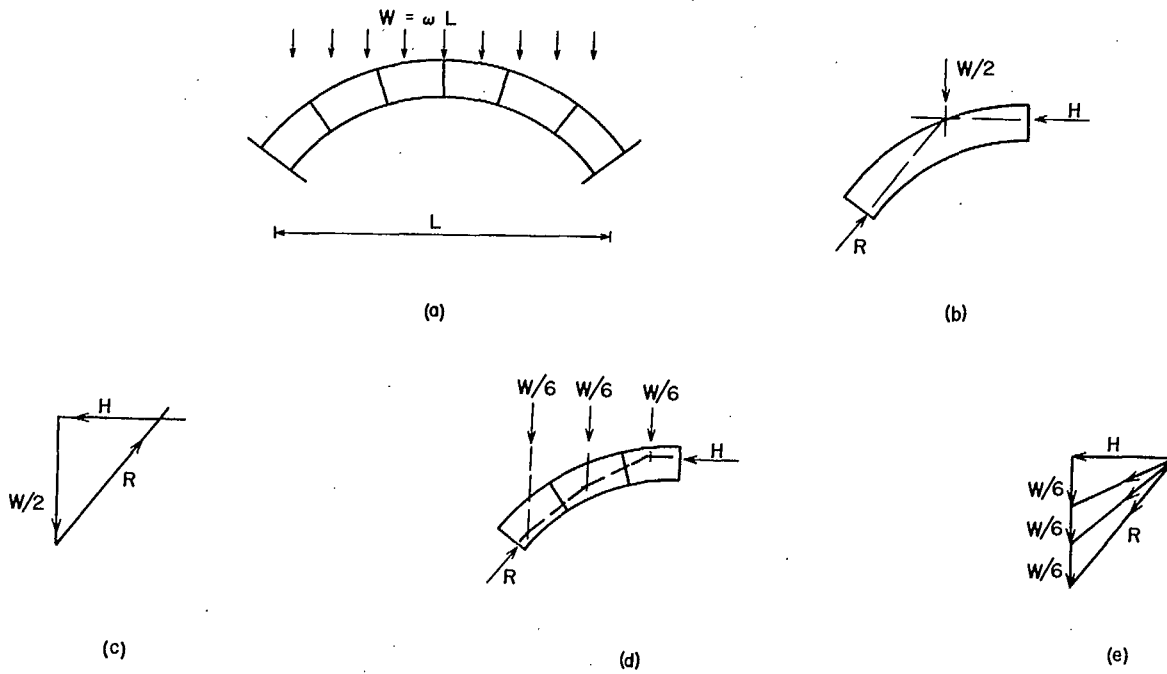 W = ω L
L
(a)
W/2
H
R
(b)
H
W/2
R
(c)
W/6 W/6 W/6
H
R
(d)
H
W/6
W/6
W/6
R
(e)